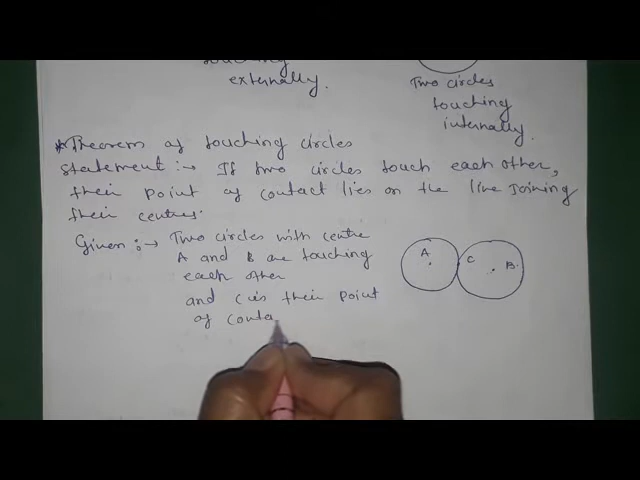 touching
externally.
Two circles
touching
internally.
* Theorem of touching circles
statement :→ If two circles touch each other,
their point of contact lies on the line joining
their centres.
Given :→ Two circles with centre
A and B are touching
each other
and C is their point
of conta
A
C
B